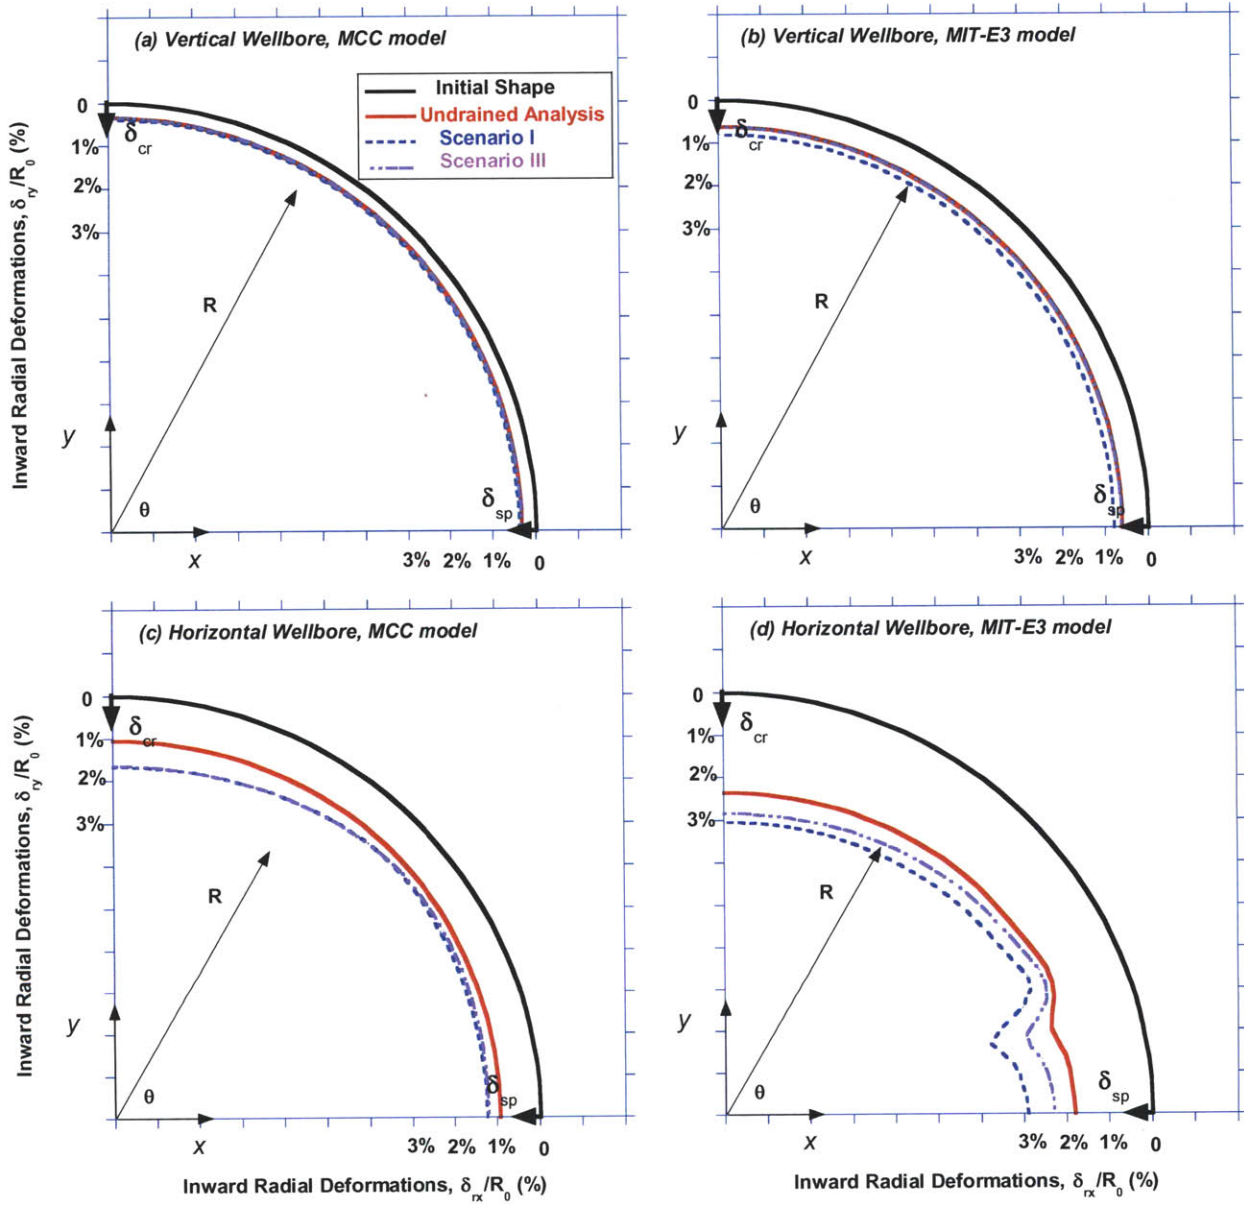 (a) Vertical Wellbore, MCC model
Initial Shape
Undrained Analysis
Scenario I
Scenario III
0
1%
2%
3%
δcr
R
y
θ
x
δsp
3% 2% 1% 0
Inward Radial Deformations, δry/R0 (%)
(b) Vertical Wellbore, MIT-E3 model
0
1%
2%
3%
δcr
R
y
θ
x
δsp
3% 2% 1% 0
(c) Horizontal Wellbore, MCC model
0
1%
2%
3%
δcr
R
y
θ
x
δsp
3% 2% 1% 0
Inward Radial Deformations, δry/R0 (%)
Inward Radial Deformations, δrx/R0 (%)
(d) Horizontal Wellbore, MIT-E3 model
0
1%
2%
3%
δcr
R
y
θ
x
δsp
3% 2% 1% 0
Inward Radial Deformations, δrx/R0 (%)